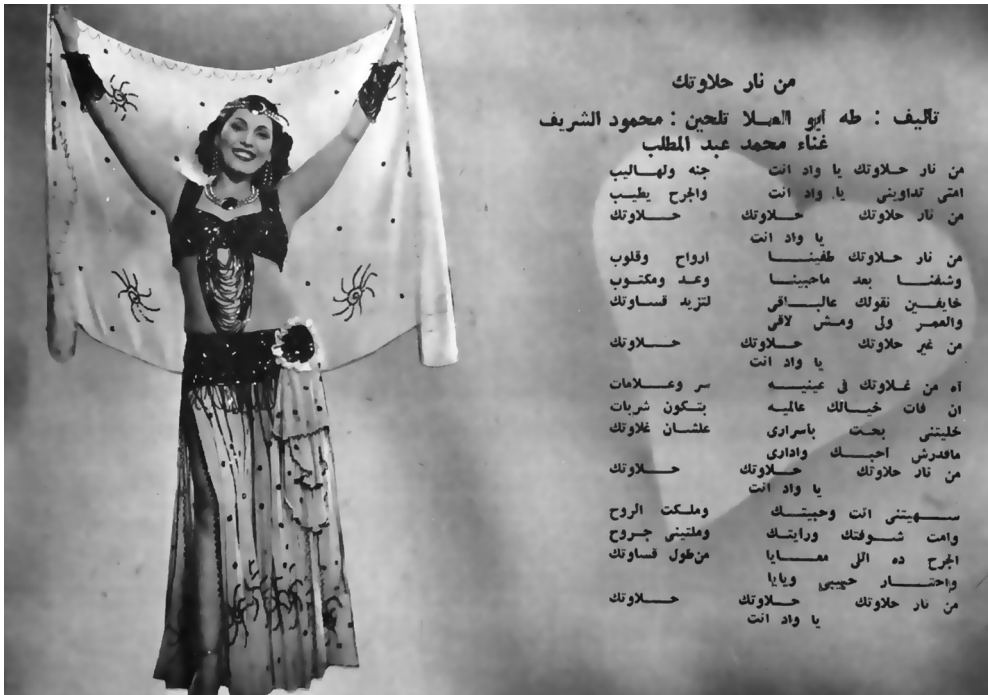 من نار حلاوتك
تأليف : طه أبو العلا تلحين : محمود الشريف
غناء محمد عبد المطلب
من نار حلاوتك يا واد انت جنه ولهاليب
امتى تداوينى يا واد انت والجرح يطيب
من نار حلاوتك حلاوتك حلاوتك
يا واد انت
من نار حلاوتك طفينا ارواح وقلوب
وشفنا بعد ماحبينا وعد ومكتوب
خايفين نقولك عالباقى لتزيد قساوتك
والعمر ولى ومش لاقى
من غير حلاوتك حلاوتك حلاوتك
يا واد انت
آه من غلاوتك فى عينيه سر وعلامات
ان فات خيالك عالميه بتكون شربات
خليتنى بحت بأسرارى علشان غلاوتك
ماقدرش احبك وادارى
من نار حلاوتك حلاوتك حلاوتك
يا واد انت
سهيتنى انت وحبيتك وملكت الروح
وامت شوفتك ورايتك وملتينى جروح
الجرح ده اللى معايا من طول قساوتك
واحتار حبيبى ويايا
من نار حلاوتك حلاوتك حلاوتك
يا واد انت